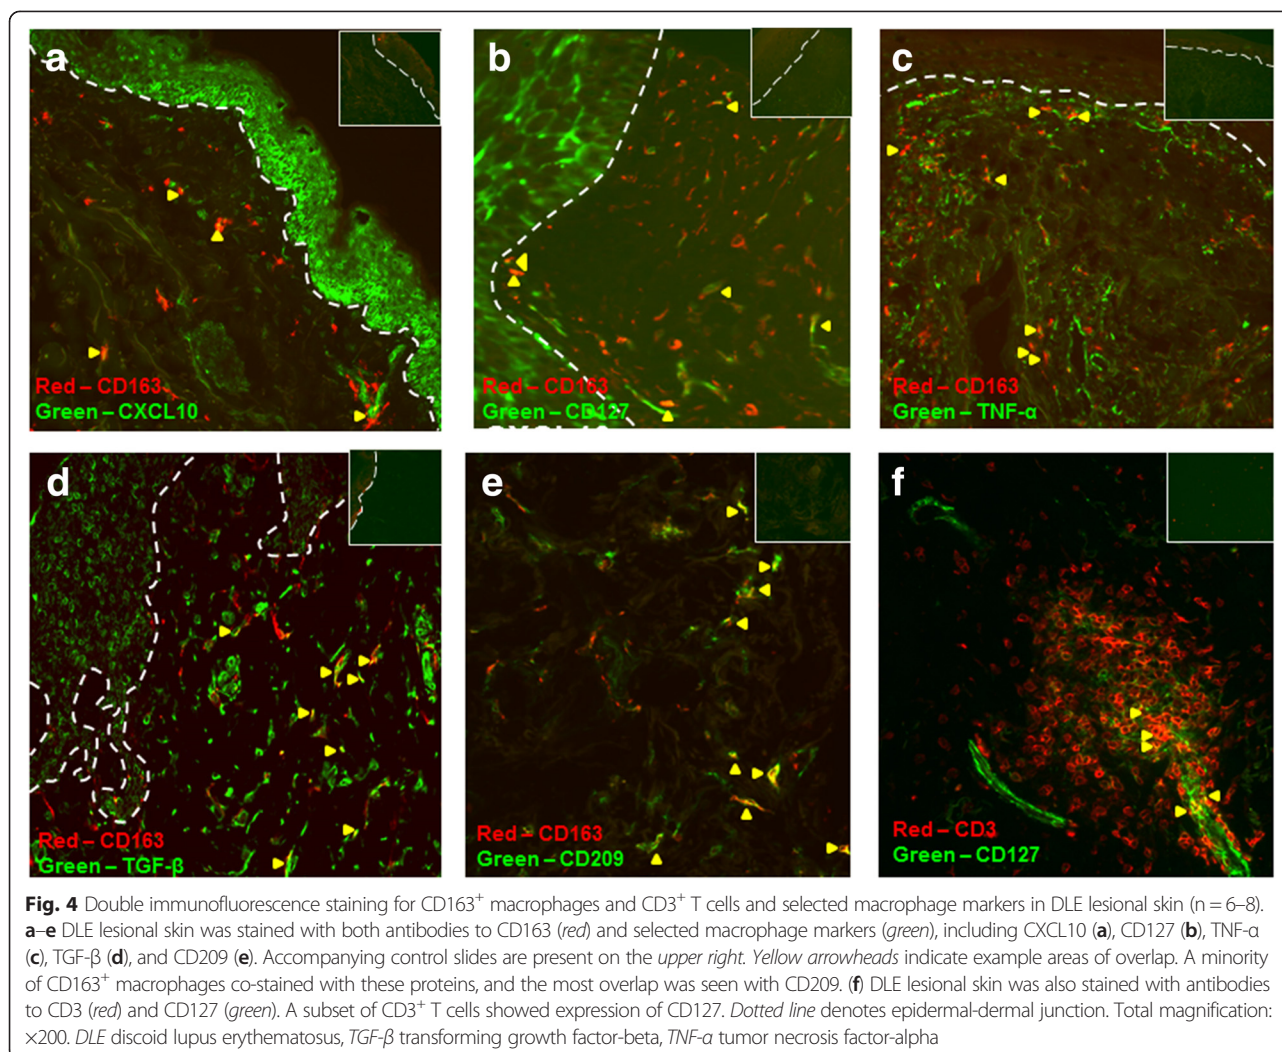 a
Red – CD163
Green – CXCL10
b
Red – CD163
Green – CD127
c
Red – CD163
Green – TNF-α
d
Red – CD163
Green – TGF-β
e
Red – CD163
Green – CD209
f
Red – CD3
Green – CD127
Fig. 4 Double immunofluorescence staining for CD163⁺ macrophages and CD3⁺ T cells and selected macrophage markers in DLE lesional skin (n = 6–8).
a–e DLE lesional skin was stained with both antibodies to CD163 (red) and selected macrophage markers (green), including CXCL10 (a), CD127 (b), TNF-α
(c), TGF-β (d), and CD209 (e). Accompanying control slides are present on the upper right. Yellow arrowheads indicate example areas of overlap. A minority
of CD163⁺ macrophages co-stained with these proteins, and the most overlap was seen with CD209. (f) DLE lesional skin was also stained with antibodies
to CD3 (red) and CD127 (green). A subset of CD3⁺ T cells showed expression of CD127. Dotted line denotes epidermal-dermal junction. Total magnification:
×200. DLE discoid lupus erythematosus, TGF-β transforming growth factor-beta, TNF-α tumor necrosis factor-alpha